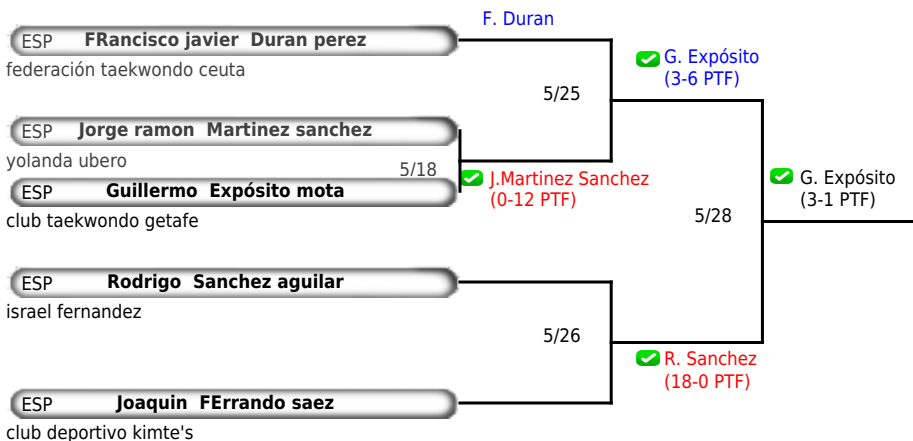 F. Duran
ESP FRancisco javier Duran perez
federación taekwondo ceuta
G. Expósito
(3-6 PTF)
5/25
ESP Jorge ramon Martinez sanchez
yolanda ubero
5/18
J.Martinez Sanchez
(0-12 PTF)
ESP Guillermo Expósito mota
club taekwondo getafe
G. Expósito
(3-1 PTF)
5/28
ESP Rodrigo Sanchez aguilar
israel fernandez
5/26
R. Sanchez
(18-0 PTF)
ESP Joaquin FErrando saez
club deportivo kimte's